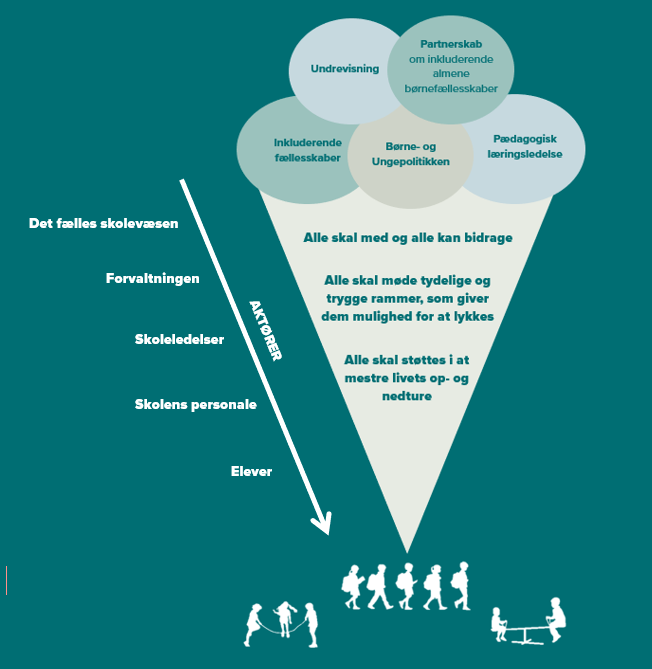 Undrevisning
Partnerskab
om inkluderende
almene
børnefællesskaber
Inkluderende
fællesskaber
Børne- og
Ungepolitikken
Pædagogisk
læringsledelse
Det fælles skolevæsen
Forvaltningen
Skoleledelser
Skolens personale
Elever
AKTØRER
Alle skal med og alle kan bidrage
Alle skal møde tydelige og
trygge rammer, som giver
dem mulighed for at lykkes
Alle skal støttes i at
mestre livets op- og
nedture